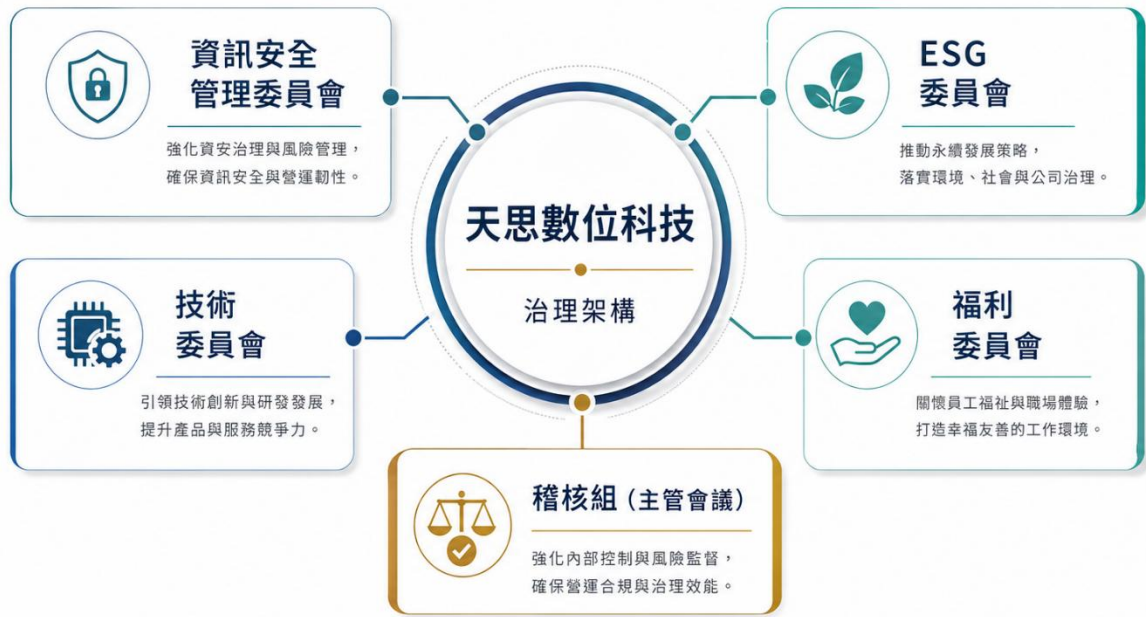 資訊安全
管理委員會
強化資安治理與風險管理，
確保資訊安全與營運韌性。
ESG
委員會
推動永續發展策略，
落實環境、社會與公司治理。
天思數位科技
治理架構
技術
委員會
引領技術創新與研發發展，
提升產品與服務競爭力。
福利
委員會
關懷員工福祉與職場體驗，
打造幸福友善的工作環境。
稽核組（主管會議）
強化內部控制與風險監督，
確保營運合規與治理效能。